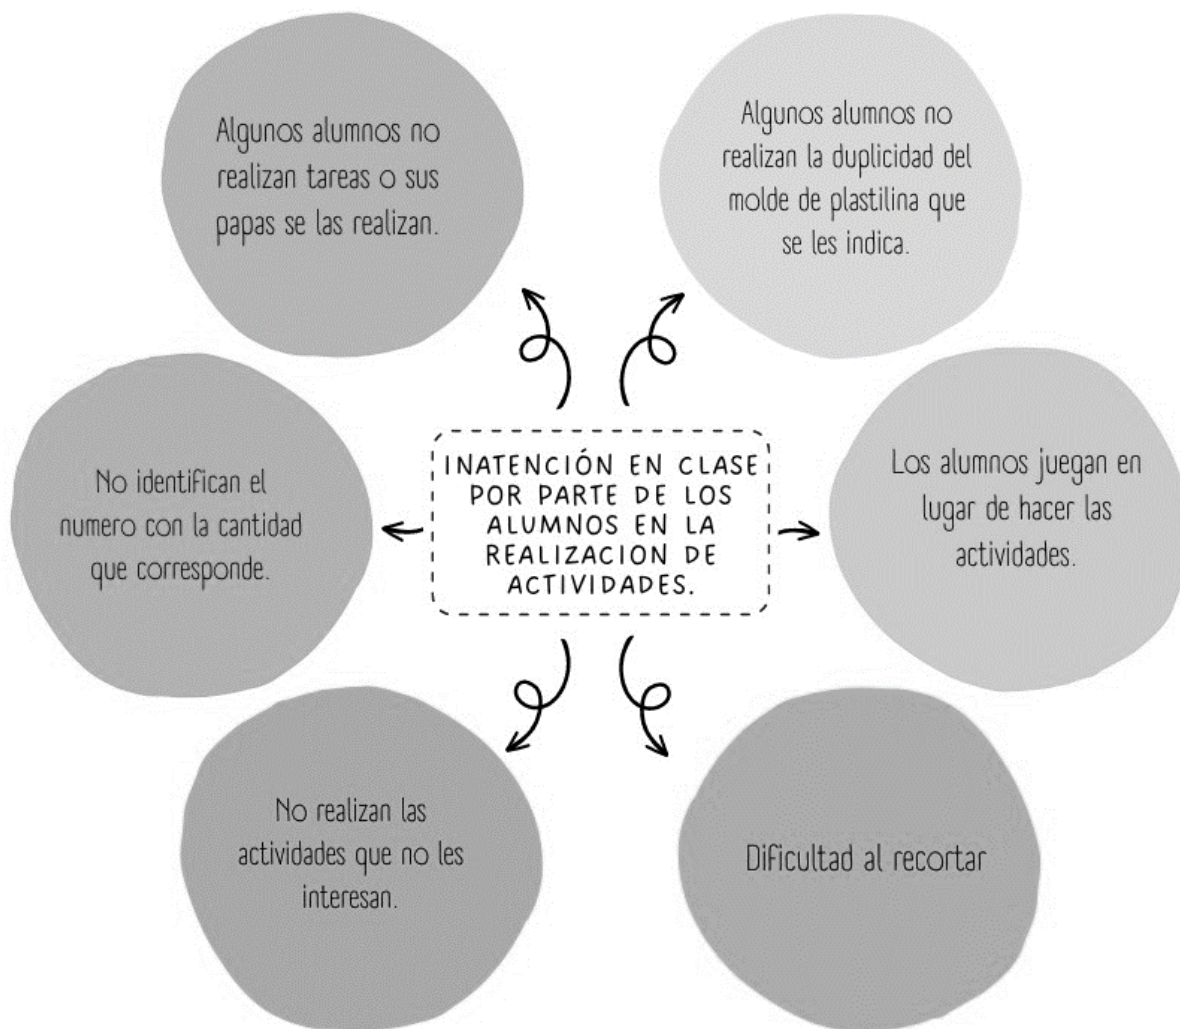 Algunos alumnos no
realizan tareas o sus
papas se las realizan.
Algunos alumnos no
realizan la duplicidad del
molde de plastilina que
se les indica.
No identifican el
numero con la cantidad
que corresponde.
INATENCIÓN EN CLASE
POR PARTE DE LOS
ALUMNOS EN LA
REALIZACION DE
ACTIVIDADES.
Los alumnos juegan en
lugar de hacer las
actividades.
No realizan las
actividades que no les
interesan.
Dificultad al recortar